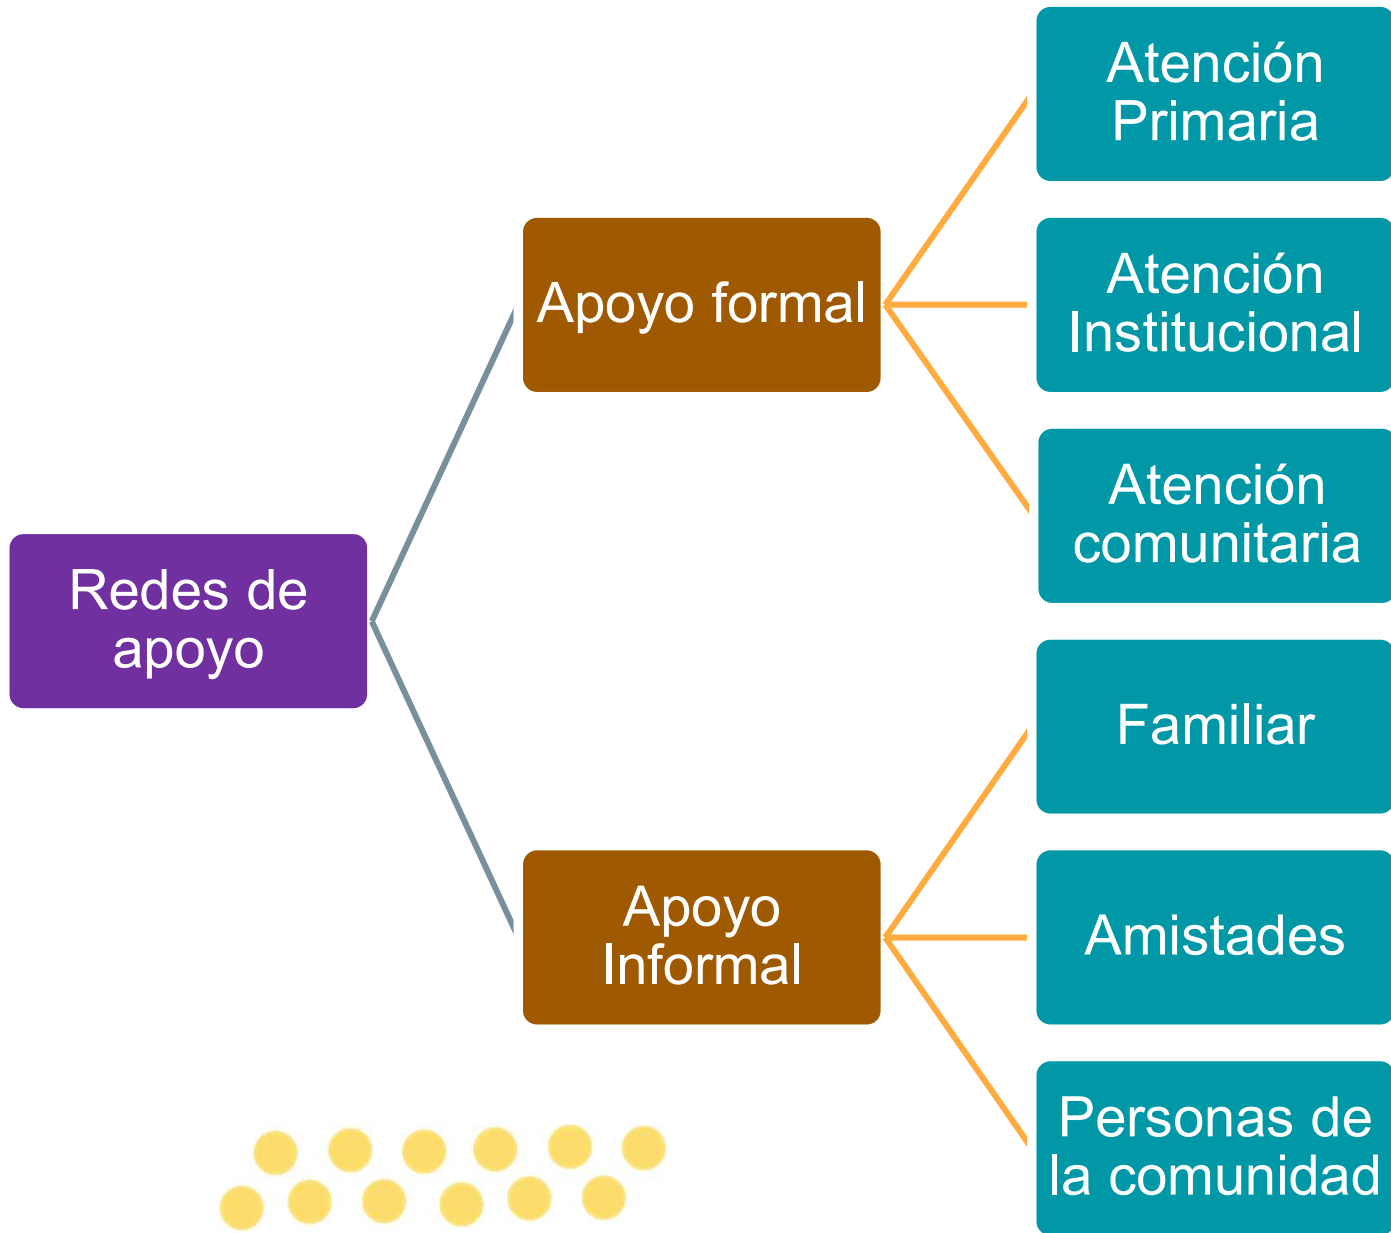 Redes de
apoyo
Apoyo formal
Atención
Primaria
Atención
Institucional
Atención
comunitaria
Apoyo
Informal
Familiar
Amistades
Personas de
la comunidad